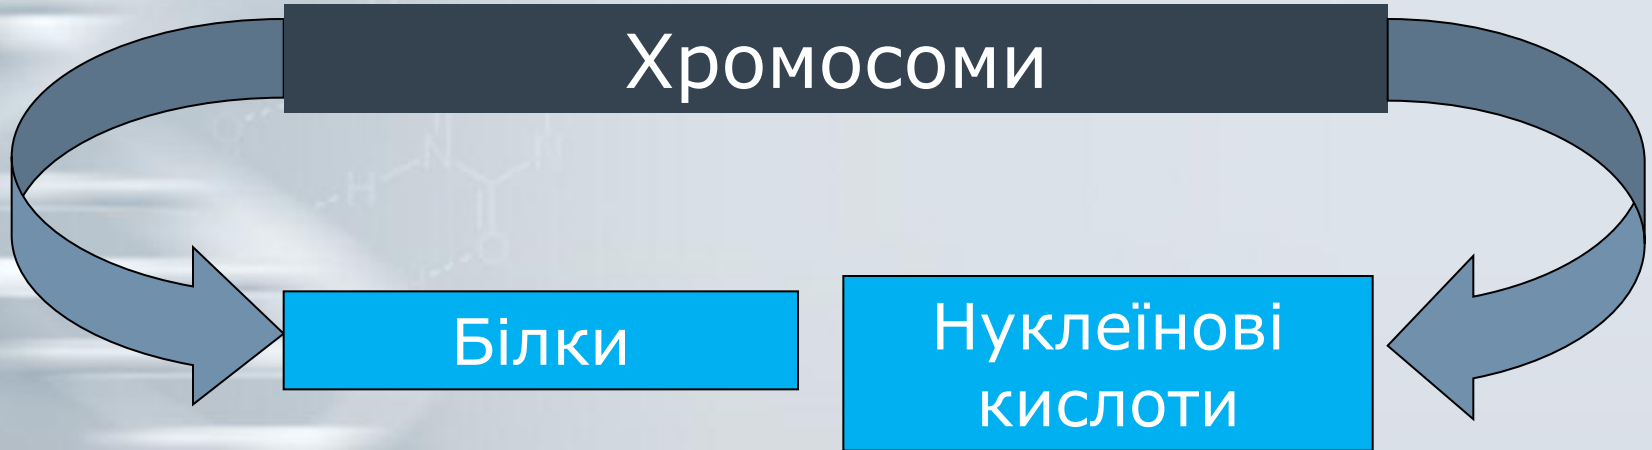 Хромосоми
Білки
Нуклеїнові
кислоти
N
N
H
O
O